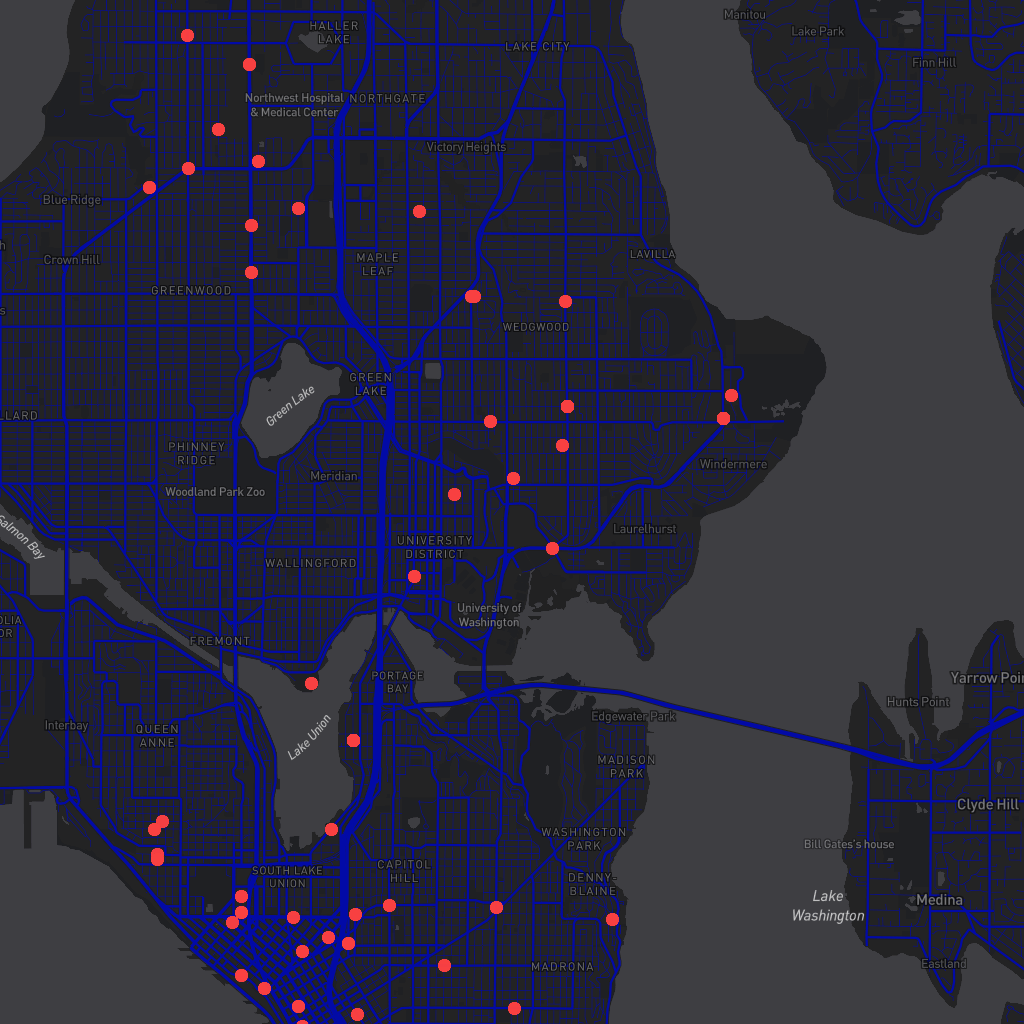 Manitou
HALLER
LAKE
Lake Park
LAKE CITY
Finn Hill
Northwest Hospital
& Medical Center
NORTHGATE
Victory Heights
Blue Ridge
h
Crown Hill
MAPLE
LEAF
LAVILLA
GREENWOOD
s
WEDGWOOD
GREEN
LAKE
Green Lake
LLARD
PHINNEY
RIDGE
Meridian
Windermere
Woodland Park Zoo
Salmon Bay
Laurelhurst
UNIVERSITY
DISTRICT
WALLINGFORD
University of
Washington
OLIA
OR
FREMONT
PORTAGE
BAY
Yarrow Poin
Hunts Point
Interbay
QUEEN
ANNE
Lake Union
Edgewater Park
MADISON
PARK
Clyde Hill
WASHINGTON
PARK
Bill Gates's house
CAPITOL
HILL
SOUTH LAKE
UNION
DENNY-
BLAINE
Lake
Washington
Medina
MADRONA
Eastland